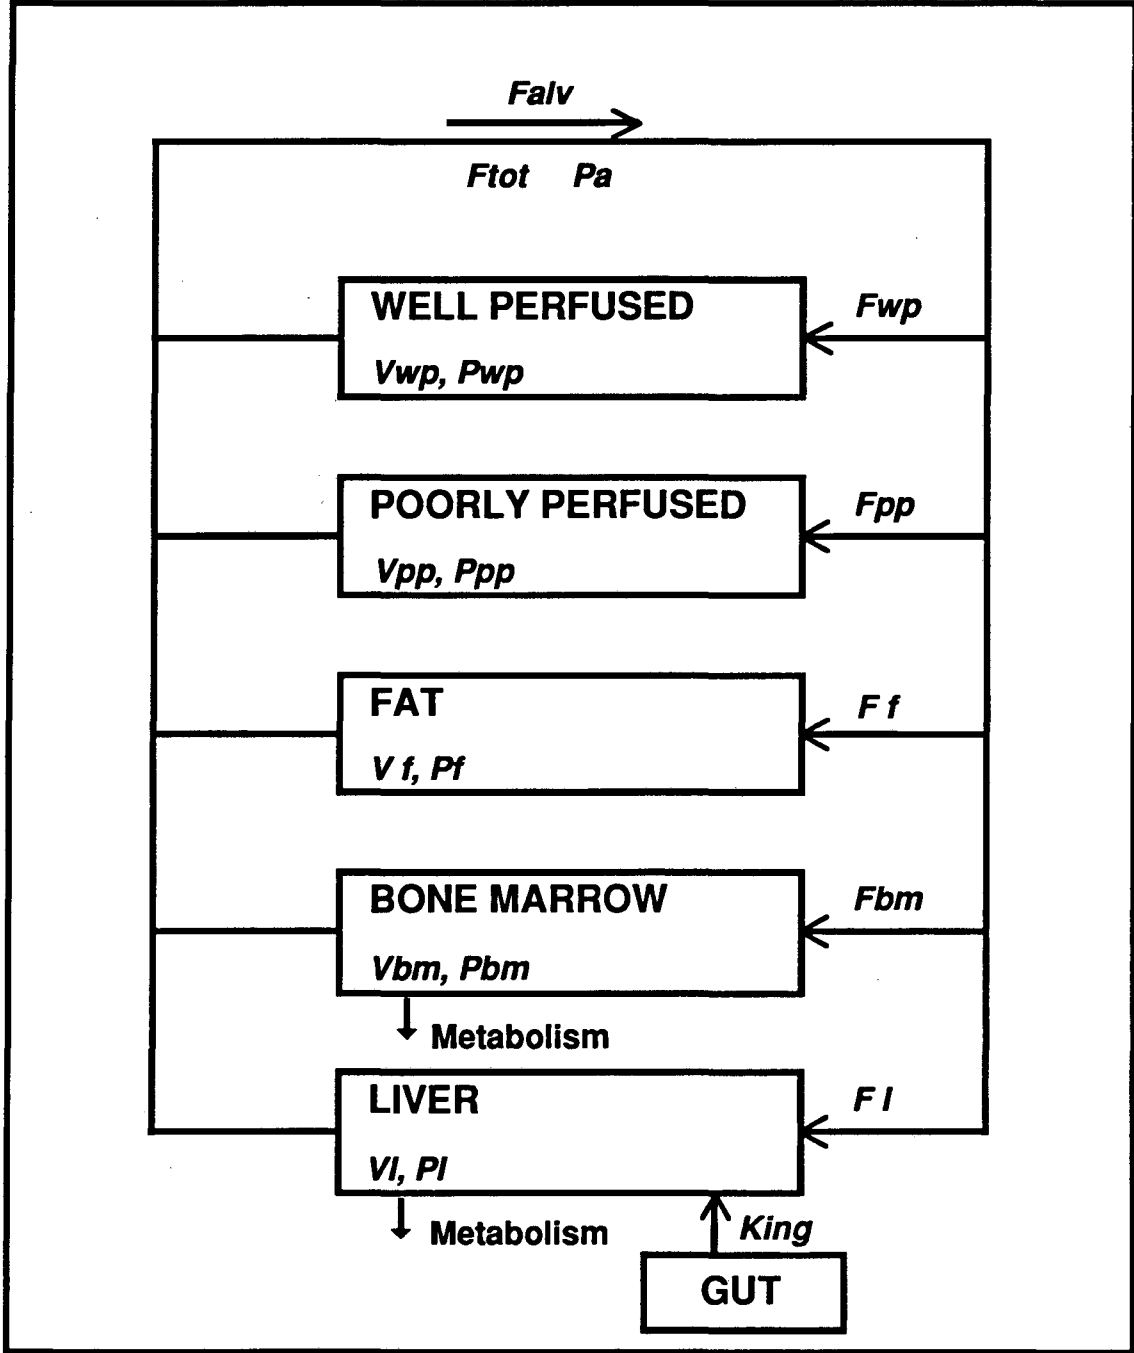 Falv
Ftot Pa
WELL PERFUSED
Fwp
Vwp, Pwp
POORLY PERFUSED
Fpp
Vpp, Ppp
FAT
F f
V f, Pf
BONE MARROW
Fbm
Vbm, Pbm
Metabolism
LIVER
F l
Vl, Pl
Metabolism
King
GUT